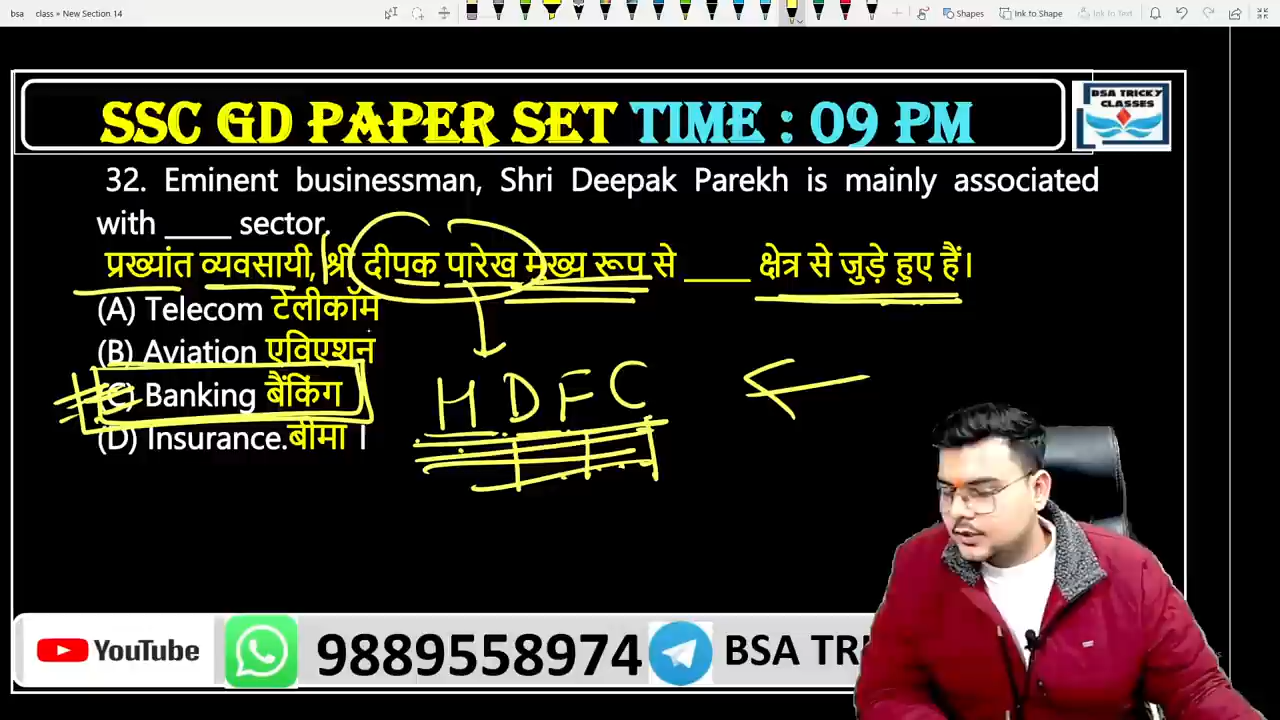 bsa class » New Section 14
Shapes Ink to Shape Ink to Text
SSC GD PAPER SET TIME : 09 PM
BSA TRICKY
CLASSES
32. Eminent businessman, Shri Deepak Parekh is mainly associated
with ____ sector.
प्रख्यांत व्यवसायी, श्री दीपक पारेख मुख्य रूप से ____ क्षेत्र से जुड़े हुए हैं।
(A) Telecom टेलीकॉम
(B) Aviation एविएशन
(C) Banking बैंकिंग
HDFC
(D) Insurance.बीमा ।
YouTube 9889558974 BSA TRI